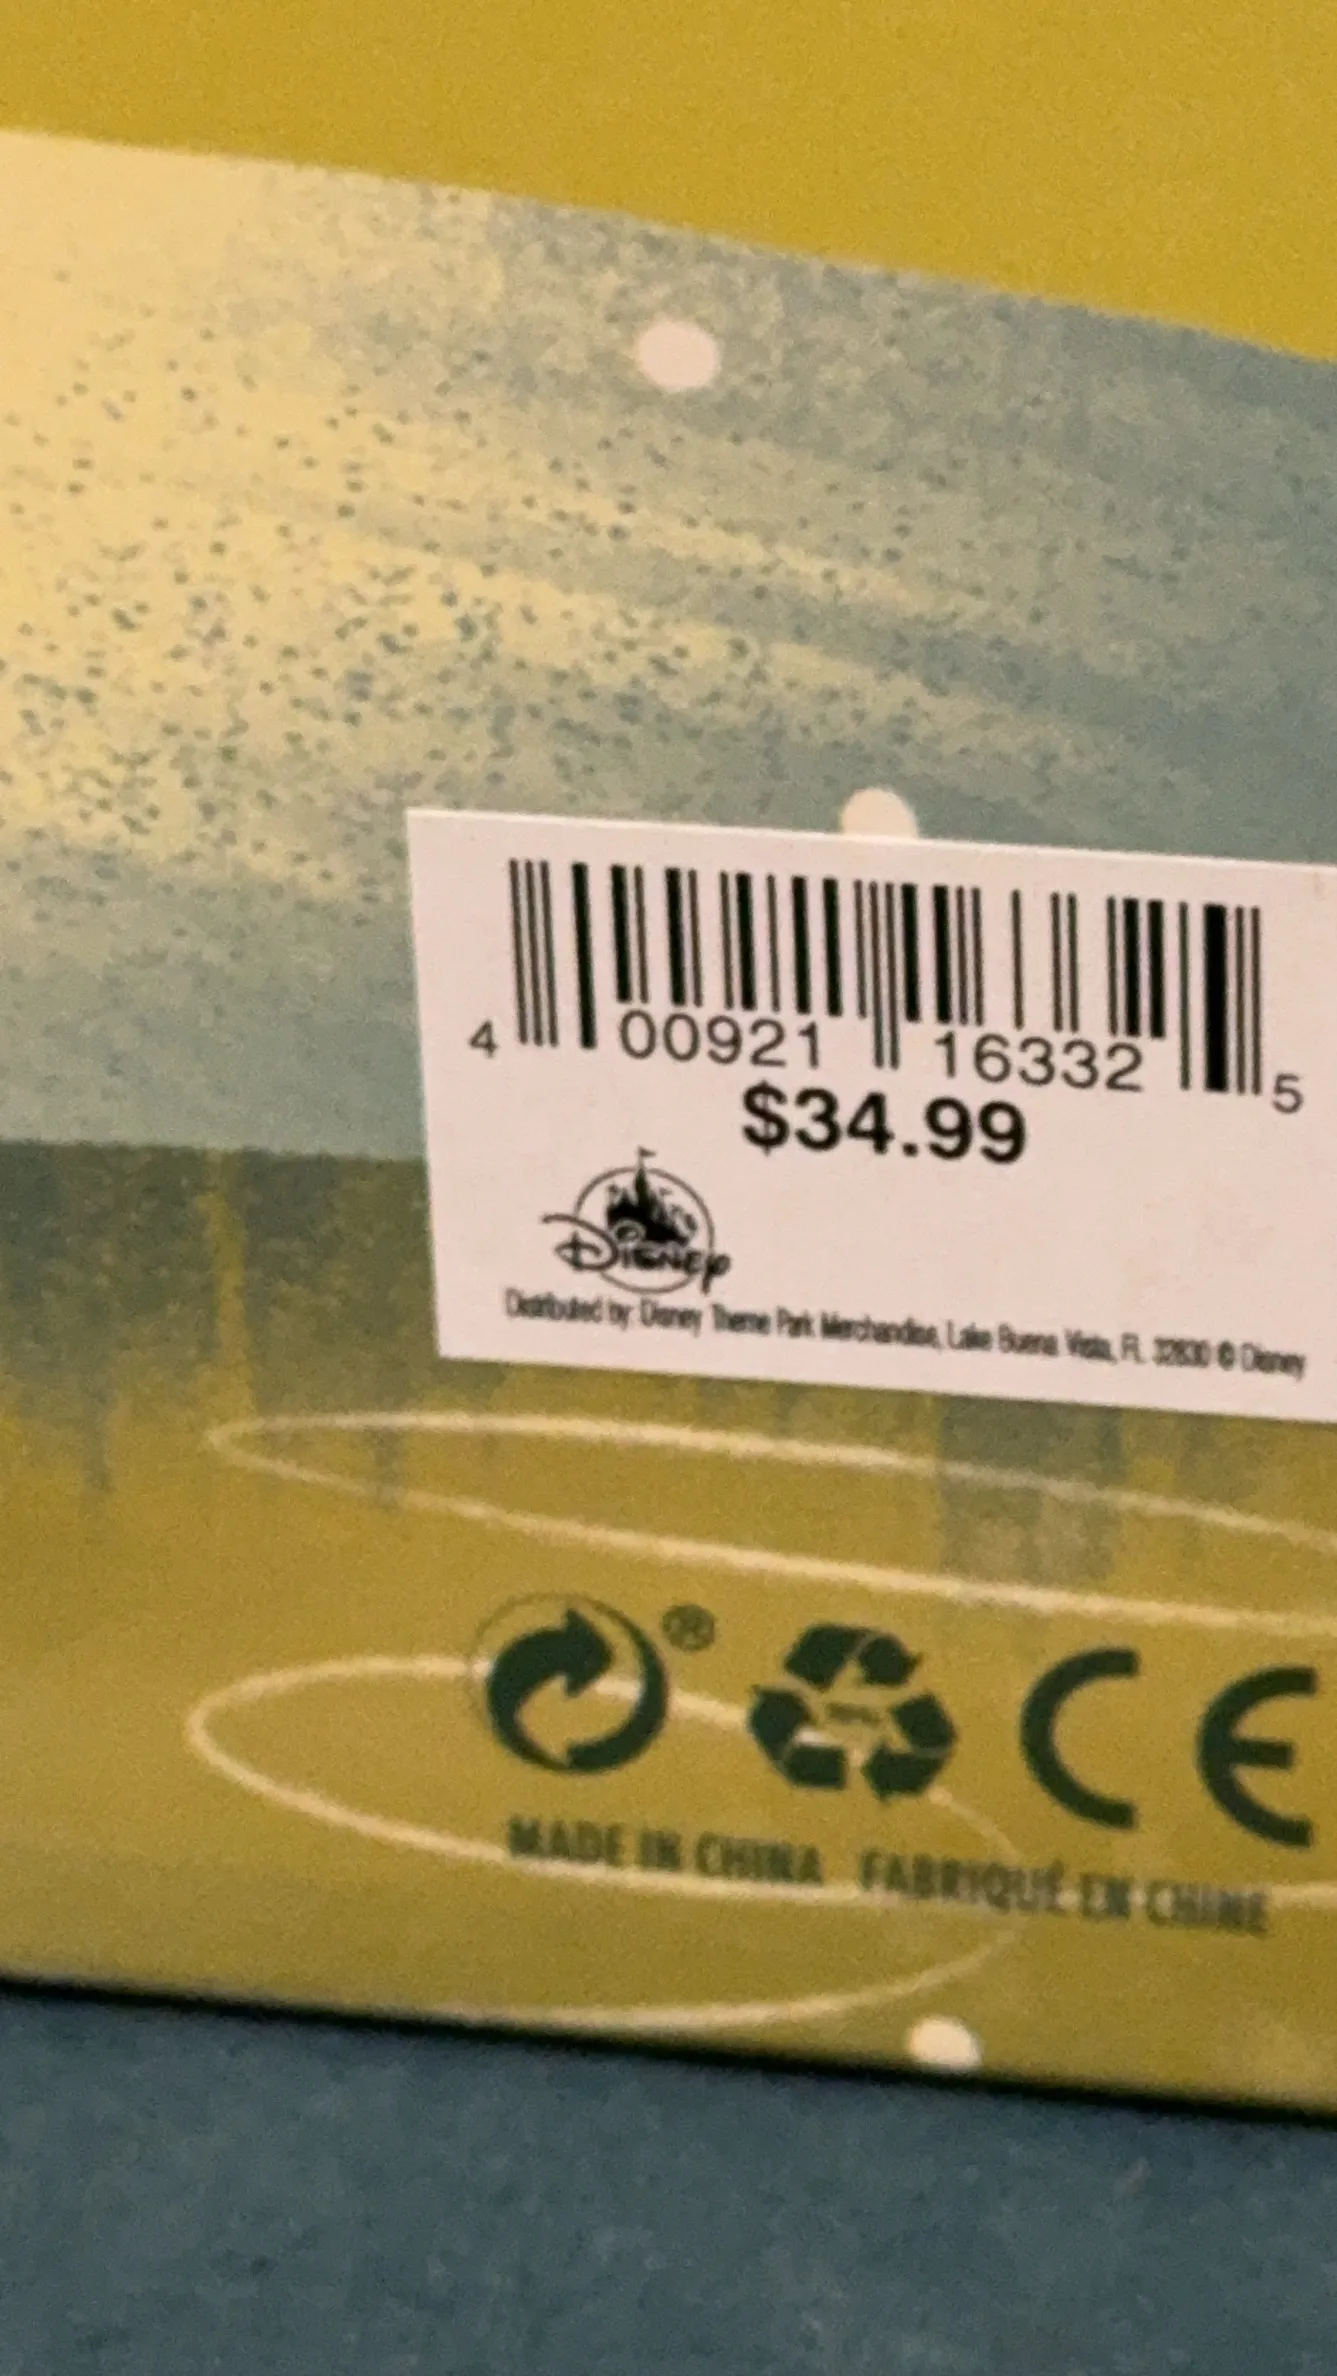 4 00921 16332 5
$34.99
Disney
Distributed by: Disney Theme Park Merchandise, Lake Buena Vista, FL 32830 © Disney
®
CE
MADE IN CHINA FABRIQUÉ EN CHINE